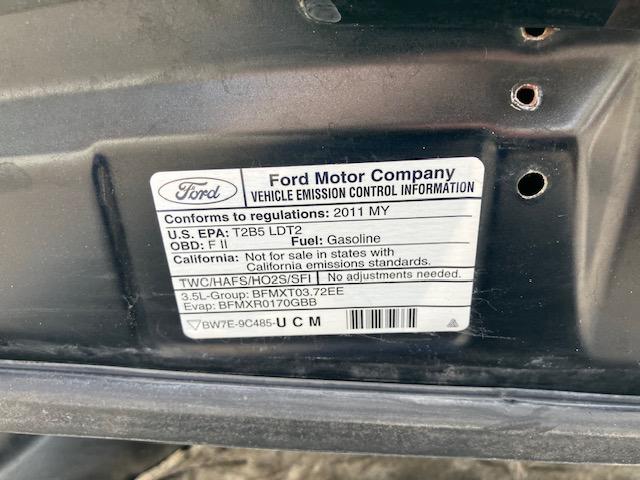 Ford
Ford Motor Company
VEHICLE EMISSION CONTROL INFORMATION
Conforms to regulations: 2011 MY
U.S. EPA: T2B5 LDT2
OBD: F II Fuel: Gasoline
California: Not for sale in states with
California emissions standards.
TWC/HAFS/HO2S/SFI No adjustments needed.
3.5L-Group: BFMXT03.72EE
Evap: BFMXR0170GBB
BW7E-9C485-UCM